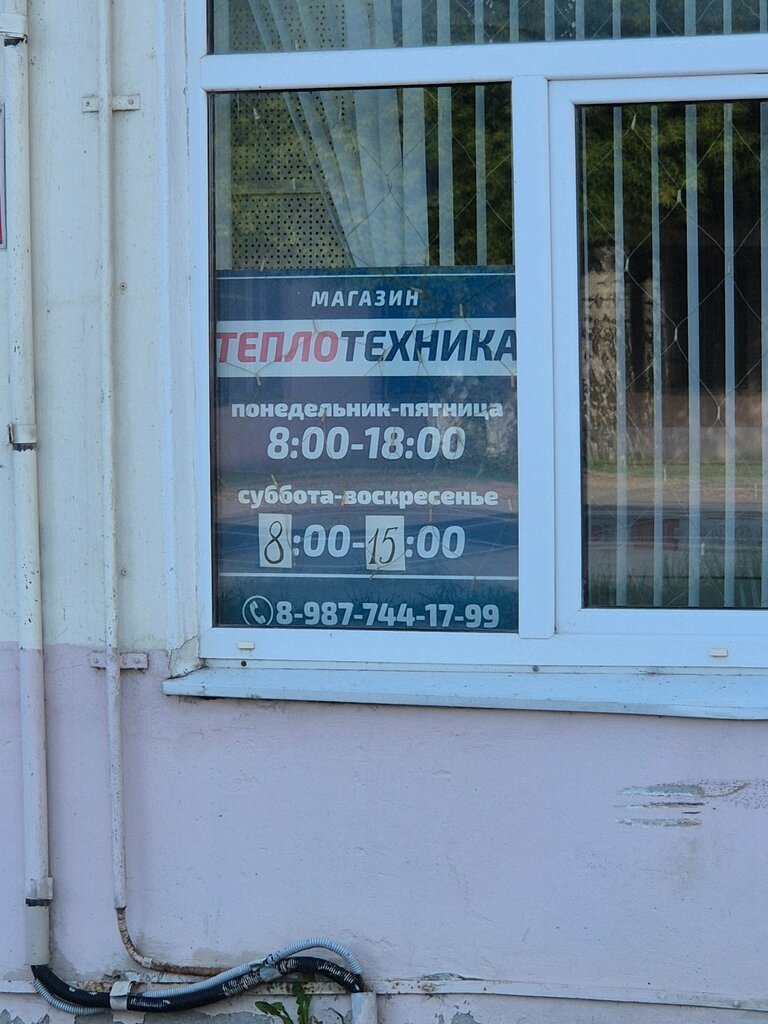 МАГАЗИН
ТЕПЛОТЕХНИКА
понедельник-пятница
8:00-18:00
суббота-воскресенье
8:00-15:00
8-987-744-17-99